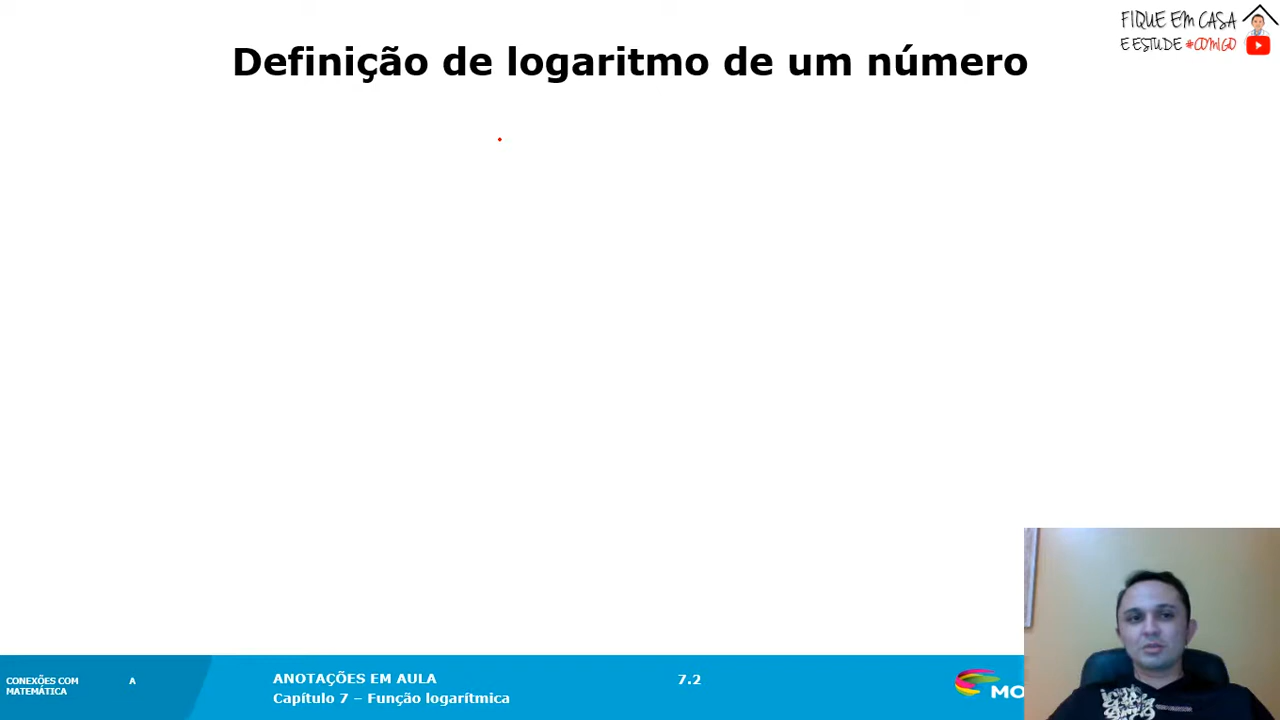 FIQUE EM CASA
E ESTUDE #COMIGO
Definição de logaritmo de um número
CONEXÕES COM
MATEMÁTICA
A
ANOTAÇÕES EM AULA
Capítulo 7 – Função logarítmica
7.2
MO